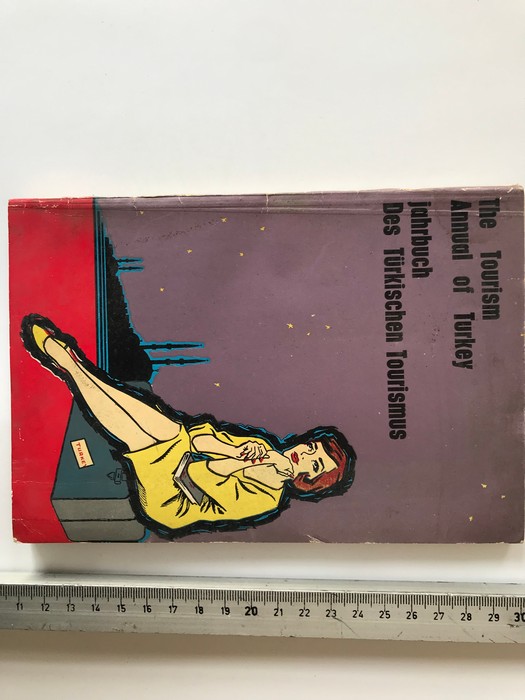 The Tourism
Annual of Turkey
jahrbuch
Des Türkischen Tourismus
TURKEY
11 12 13 14 15 16 17 18 19 20 21 22 23 24 25 26 27 28 29 30